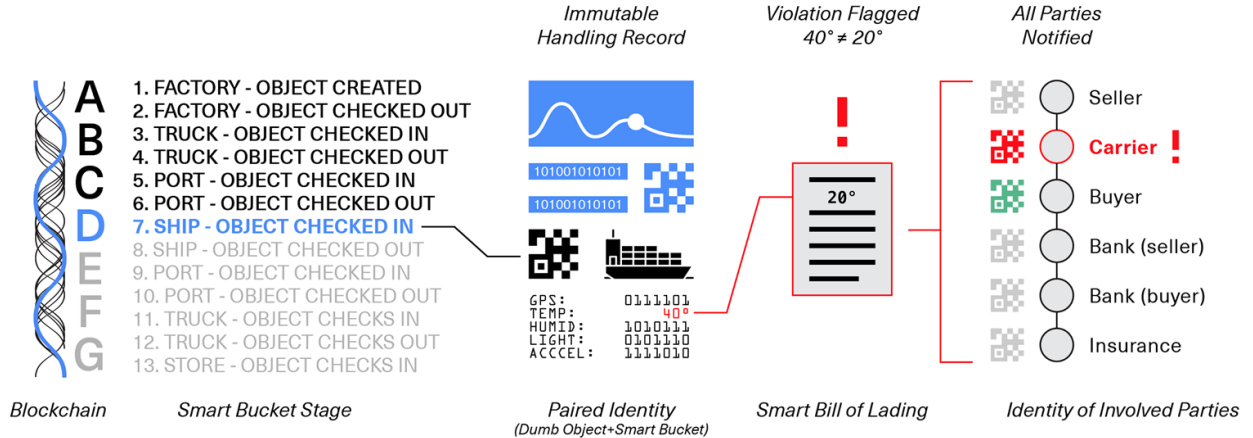 Immutable
Handling Record
Violation Flagged
40° ≠ 20°
All Parties
Notified
A
B
C
D
E
F
G
1. FACTORY - OBJECT CREATED
2. FACTORY - OBJECT CHECKED OUT
3. TRUCK - OBJECT CHECKED IN
4. TRUCK - OBJECT CHECKED OUT
5. PORT - OBJECT CHECKED IN
6. PORT - OBJECT CHECKED OUT
7. SHIP - OBJECT CHECKED IN
8. SHIP - OBJECT CHECKED OUT
9. PORT - OBJECT CHECKED IN
10. PORT - OBJECT CHECKED OUT
11. TRUCK - OBJECT CHECKS IN
12. TRUCK - OBJECT CHECKS OUT
13. STORE - OBJECT CHECKS IN
101001010101
101001010101
GPS: 0111101
TEMP: 40°
HUMID: 1010111
LIGHT: 0101110
ACCCEL: 1111010
!
20°
Seller
Carrier !
Buyer
Bank (seller)
Bank (buyer)
Insurance
Blockchain
Smart Bucket Stage
Paired Identity
(Dumb Object+Smart Bucket)
Smart Bill of Lading
Identity of Involved Parties